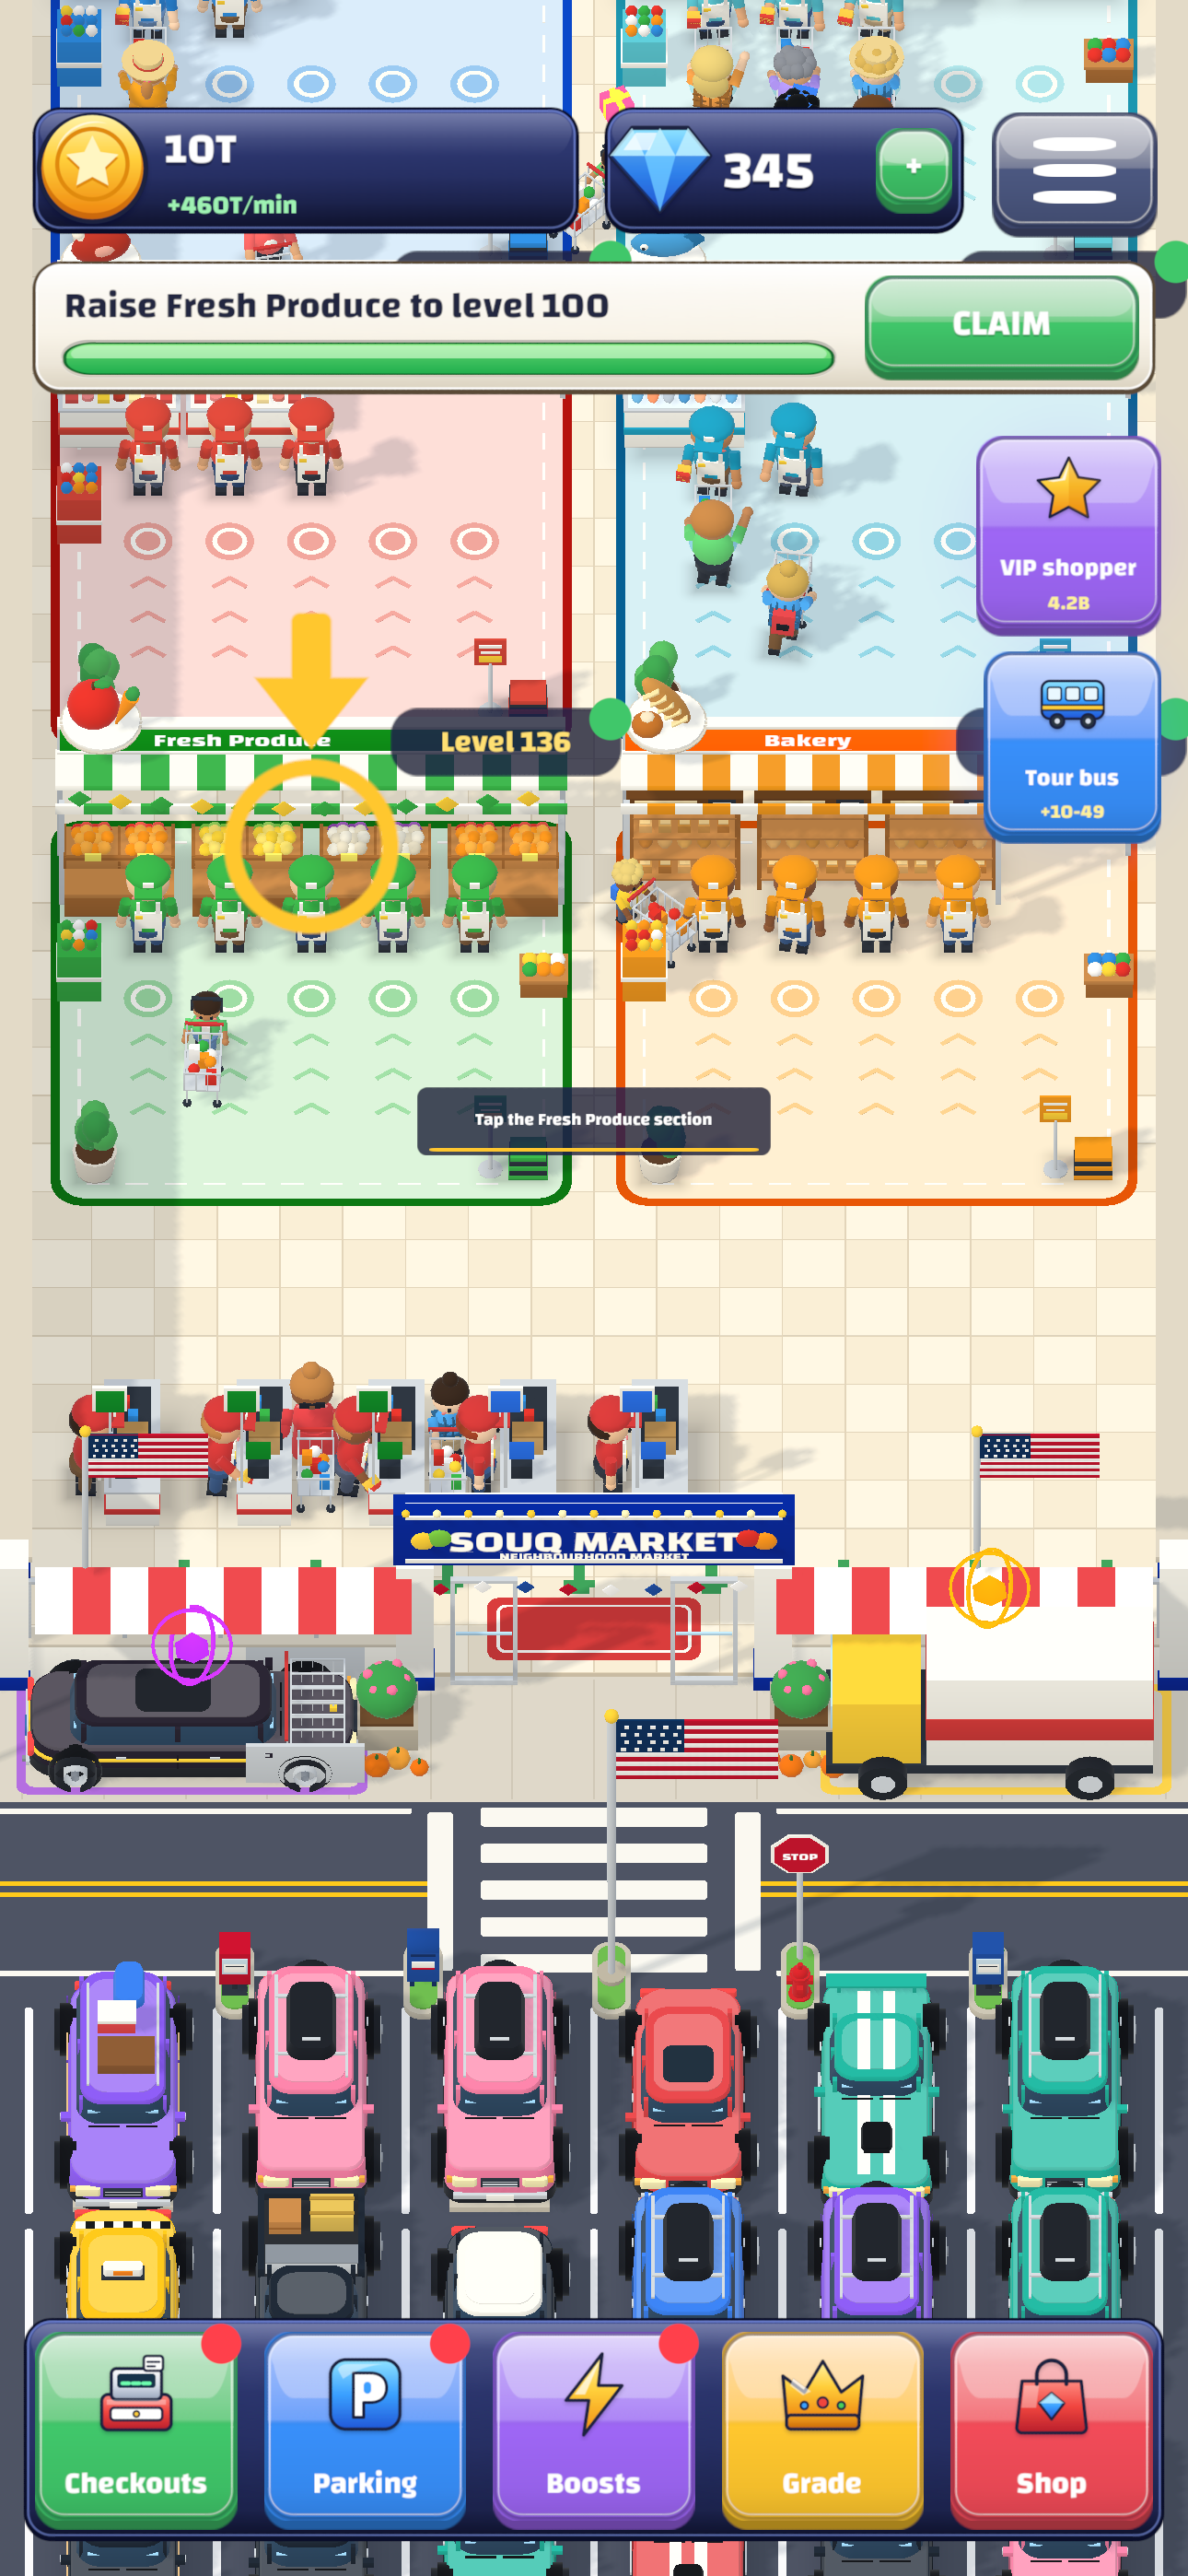 10T
+460T/min
345
+
Raise Fresh Produce to level 100
CLAIM
VIP shopper
4.2B
Fresh Produce
Level 136
Bakery
Tour bus
+10-49
Tap the Fresh Produce section
SOUQ MARKET
NEIGHBOURHOOD MARKET
STOP
P
Checkouts
Parking
Boosts
Grade
Shop